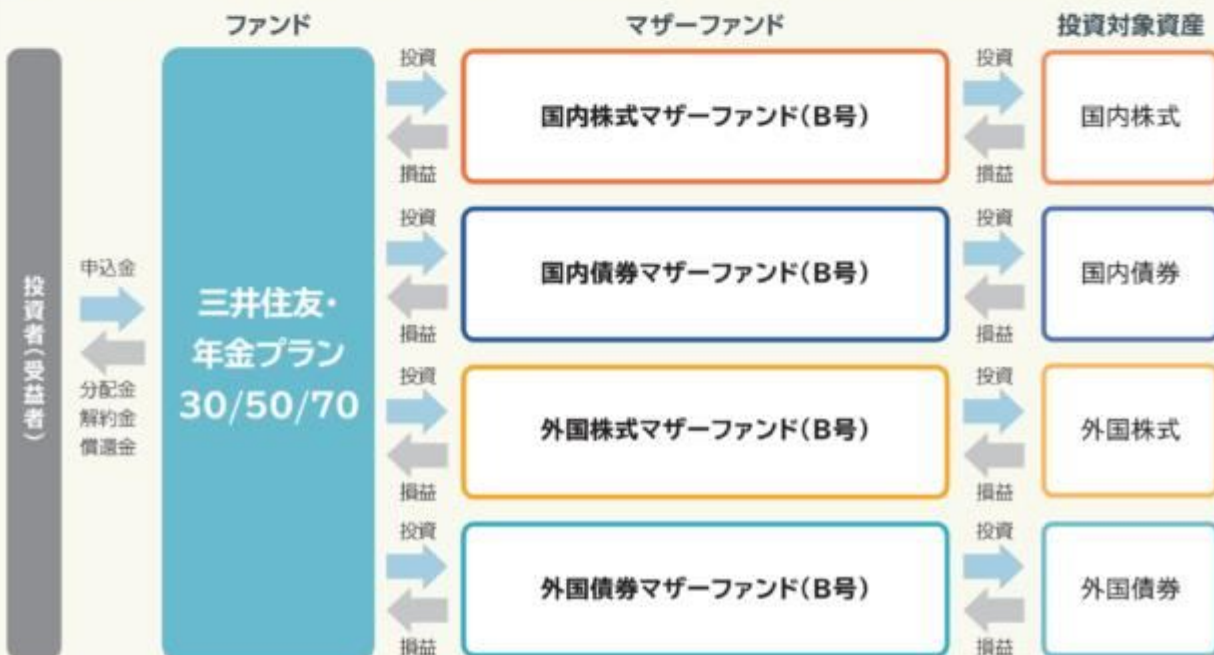 ファンド
マザーファンド
投資対象資産
投資者(受益者)
申込金
分配金
解約金
償還金
三井住友・
年金プラン
30/50/70
投資
損益
国内株式マザーファンド(B号)
投資
損益
国内株式
投資
損益
国内債券マザーファンド(B号)
投資
損益
国内債券
投資
損益
外国株式マザーファンド(B号)
投資
損益
外国株式
投資
損益
外国債券マザーファンド(B号)
投資
損益
外国債券